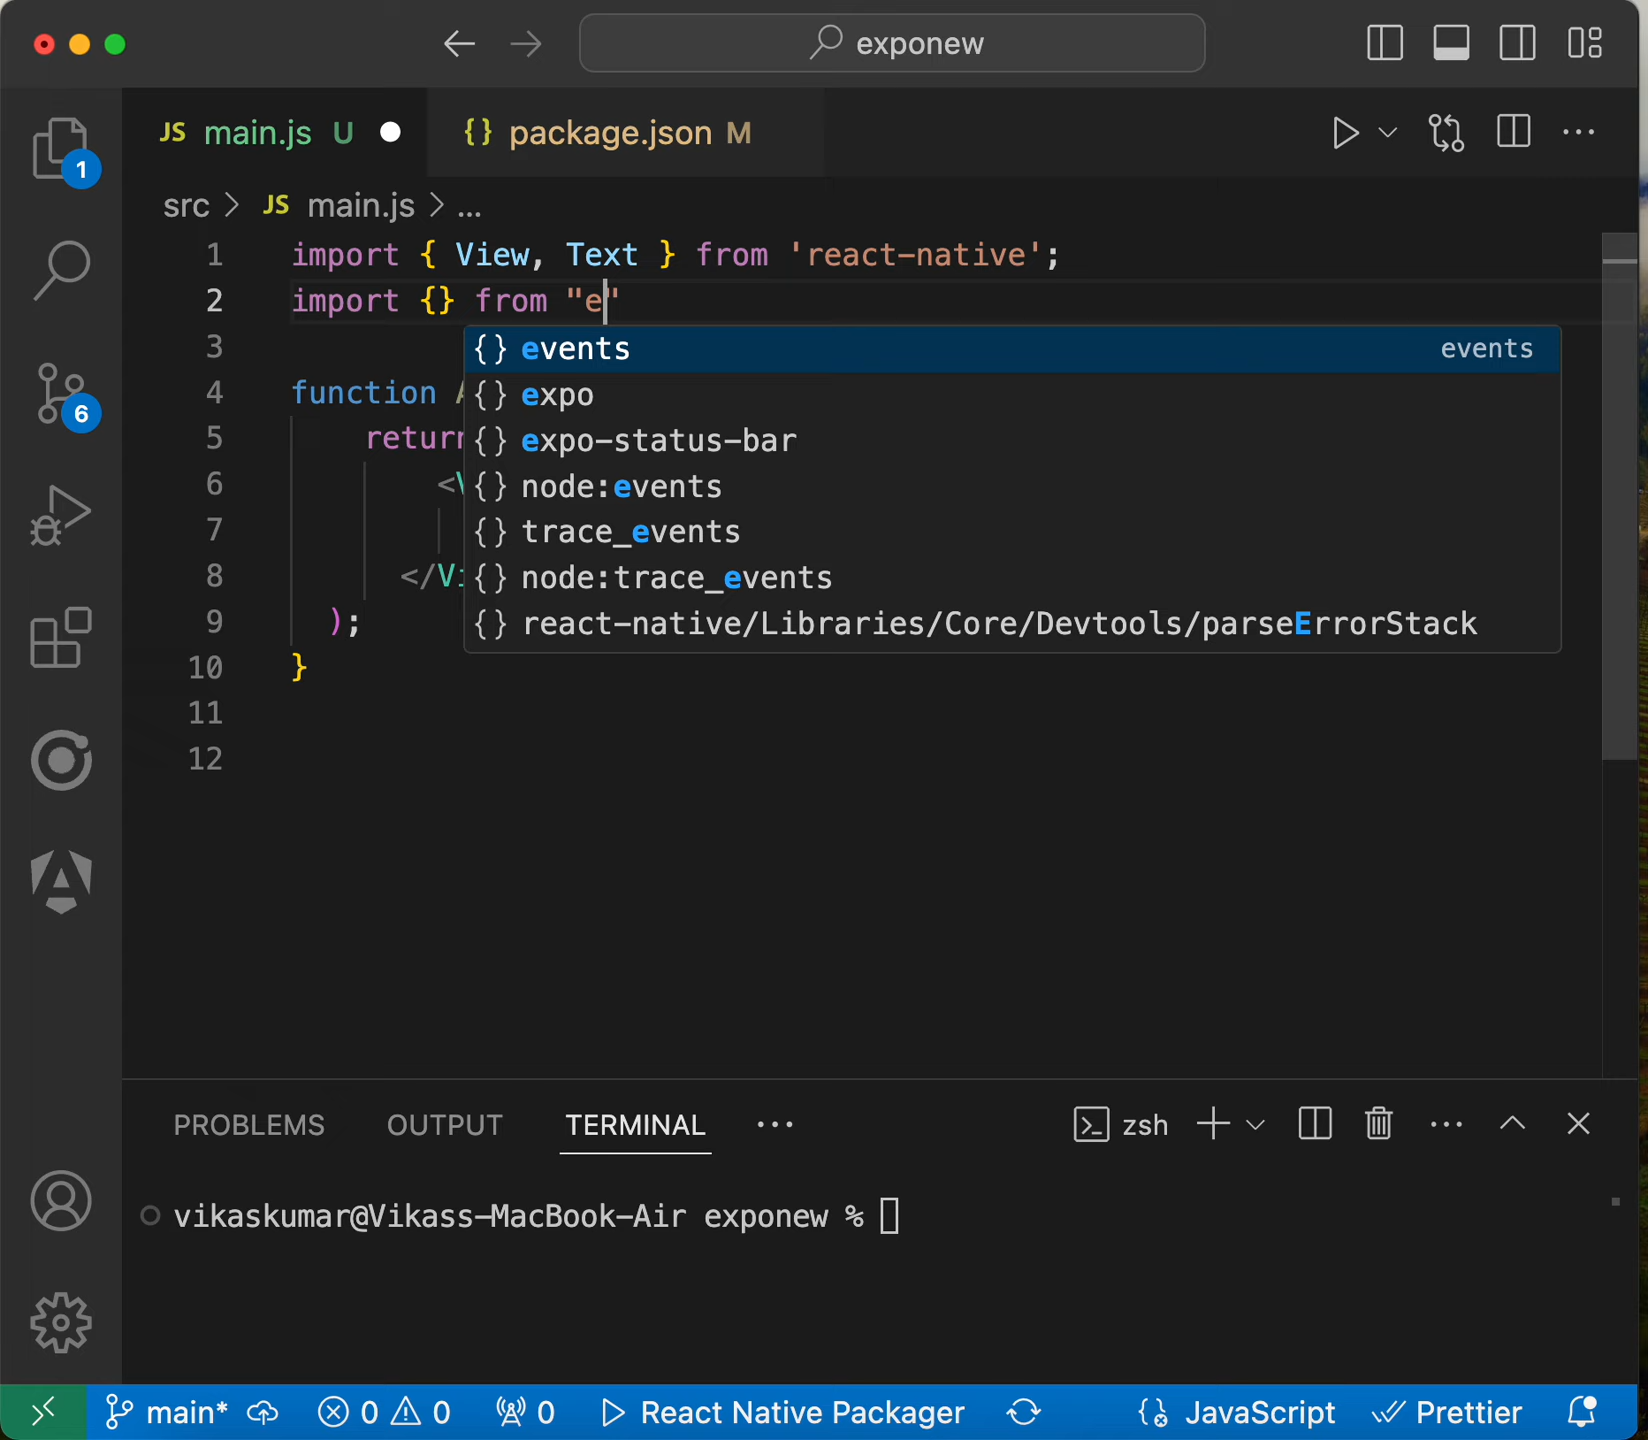 exponew
JS main.js U
{} package.json M
1
src > JS main.js > ...
1 import { View, Text } from 'react-native';
2 import {} from "e"
3
{} events events
4 function A
{} expo
5 return
{} expo-status-bar
6 <V
{} node:events
7
{} trace_events
8 </Vi
{} node:trace_events
9 );
{} react-native/Libraries/Core/Devtools/parseErrorStack
10 }
11
12
6
PROBLEMS OUTPUT TERMINAL ... zsh
vikaskumar@Vikass-MacBook-Air exponew %
main* 0 0 0 React Native Packager JavaScript Prettier